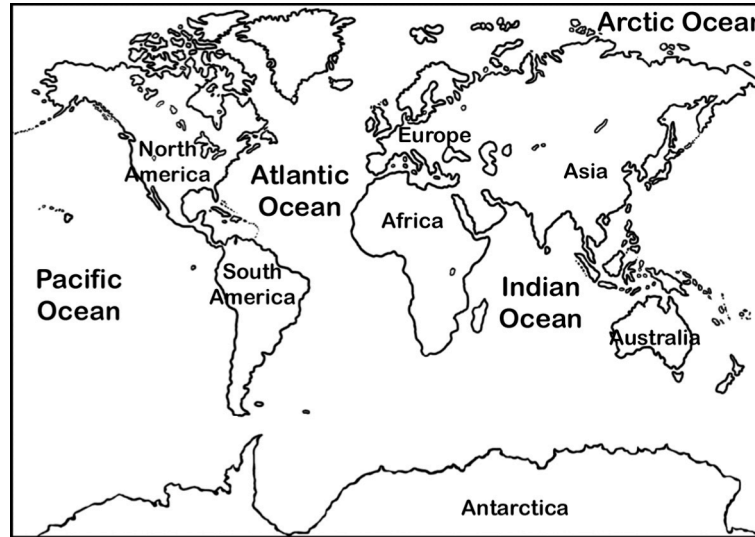 Arctic Ocean
North
America
Europe
Asia
Atlantic
Ocean
Africa
Pacific
Ocean
South
America
Indian
Ocean
Australia
Antarctica